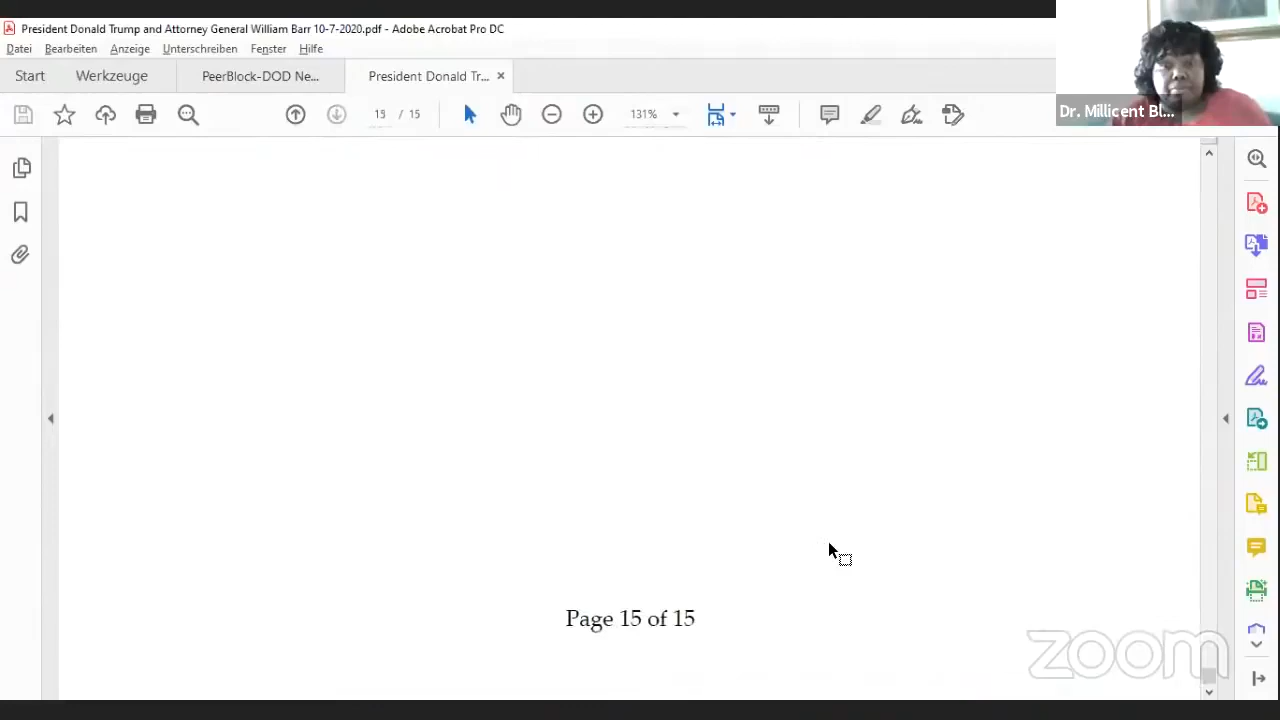 President Donald Trump and Attorney General William Barr 10-7-2020.pdf - Adobe Acrobat Pro DC
Datei Bearbeiten Anzeige Unterschreiben Fenster Hilfe
Start Werkzeuge PeerBlock-DOD Ne... President Donald Tr... ×
15 / 15 131%
Dr. Millicent Bl...
Page 15 of 15
zoom